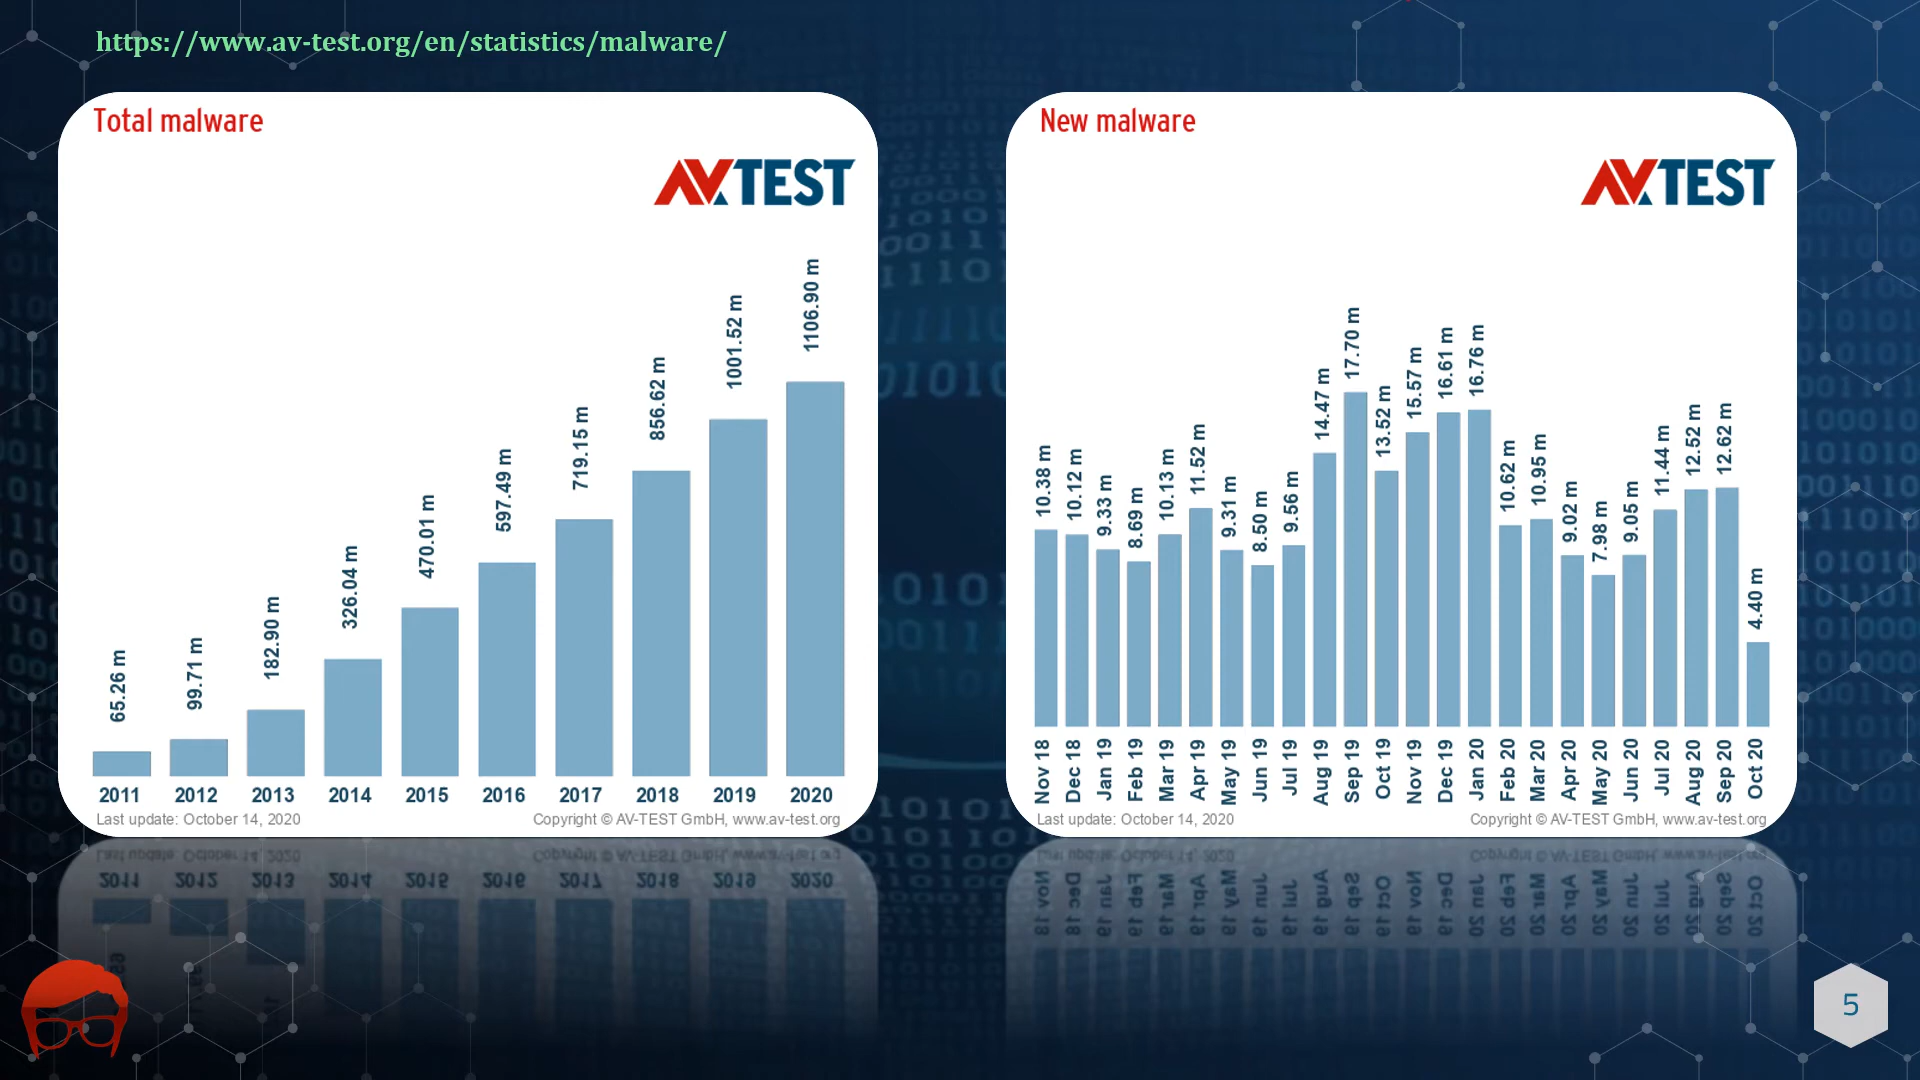 https://www.av-test.org/en/statistics/malware/
Total malware
AV TEST
65.26 m
99.71 m
182.90 m
326.04 m
470.01 m
597.49 m
719.15 m
856.62 m
1001.52 m
1106.90 m
2011 2012 2013 2014 2015 2016 2017 2018 2019 2020
Last update: October 14, 2020 Copyright © AV-TEST GmbH, www.av-test.org
New malware
AV TEST
10.38 m
10.12 m
9.33 m
8.69 m
10.13 m
11.52 m
9.31 m
8.50 m
9.56 m
14.47 m
17.70 m
13.52 m
15.57 m
16.61 m
16.76 m
10.62 m
10.95 m
9.02 m
7.98 m
9.05 m
11.44 m
12.52 m
12.62 m
4.40 m
Nov 18
Dec 18
Jan 19
Feb 19
Mar 19
Apr 19
May 19
Jun 19
Jul 19
Aug 19
Sep 19
Oct 19
Nov 19
Dec 19
Jan 20
Feb 20
Mar 20
Apr 20
May 20
Jun 20
Jul 20
Aug 20
Sep 20
Oct 20
Last update: October 14, 2020 Copyright © AV-TEST GmbH, www.av-test.org
5